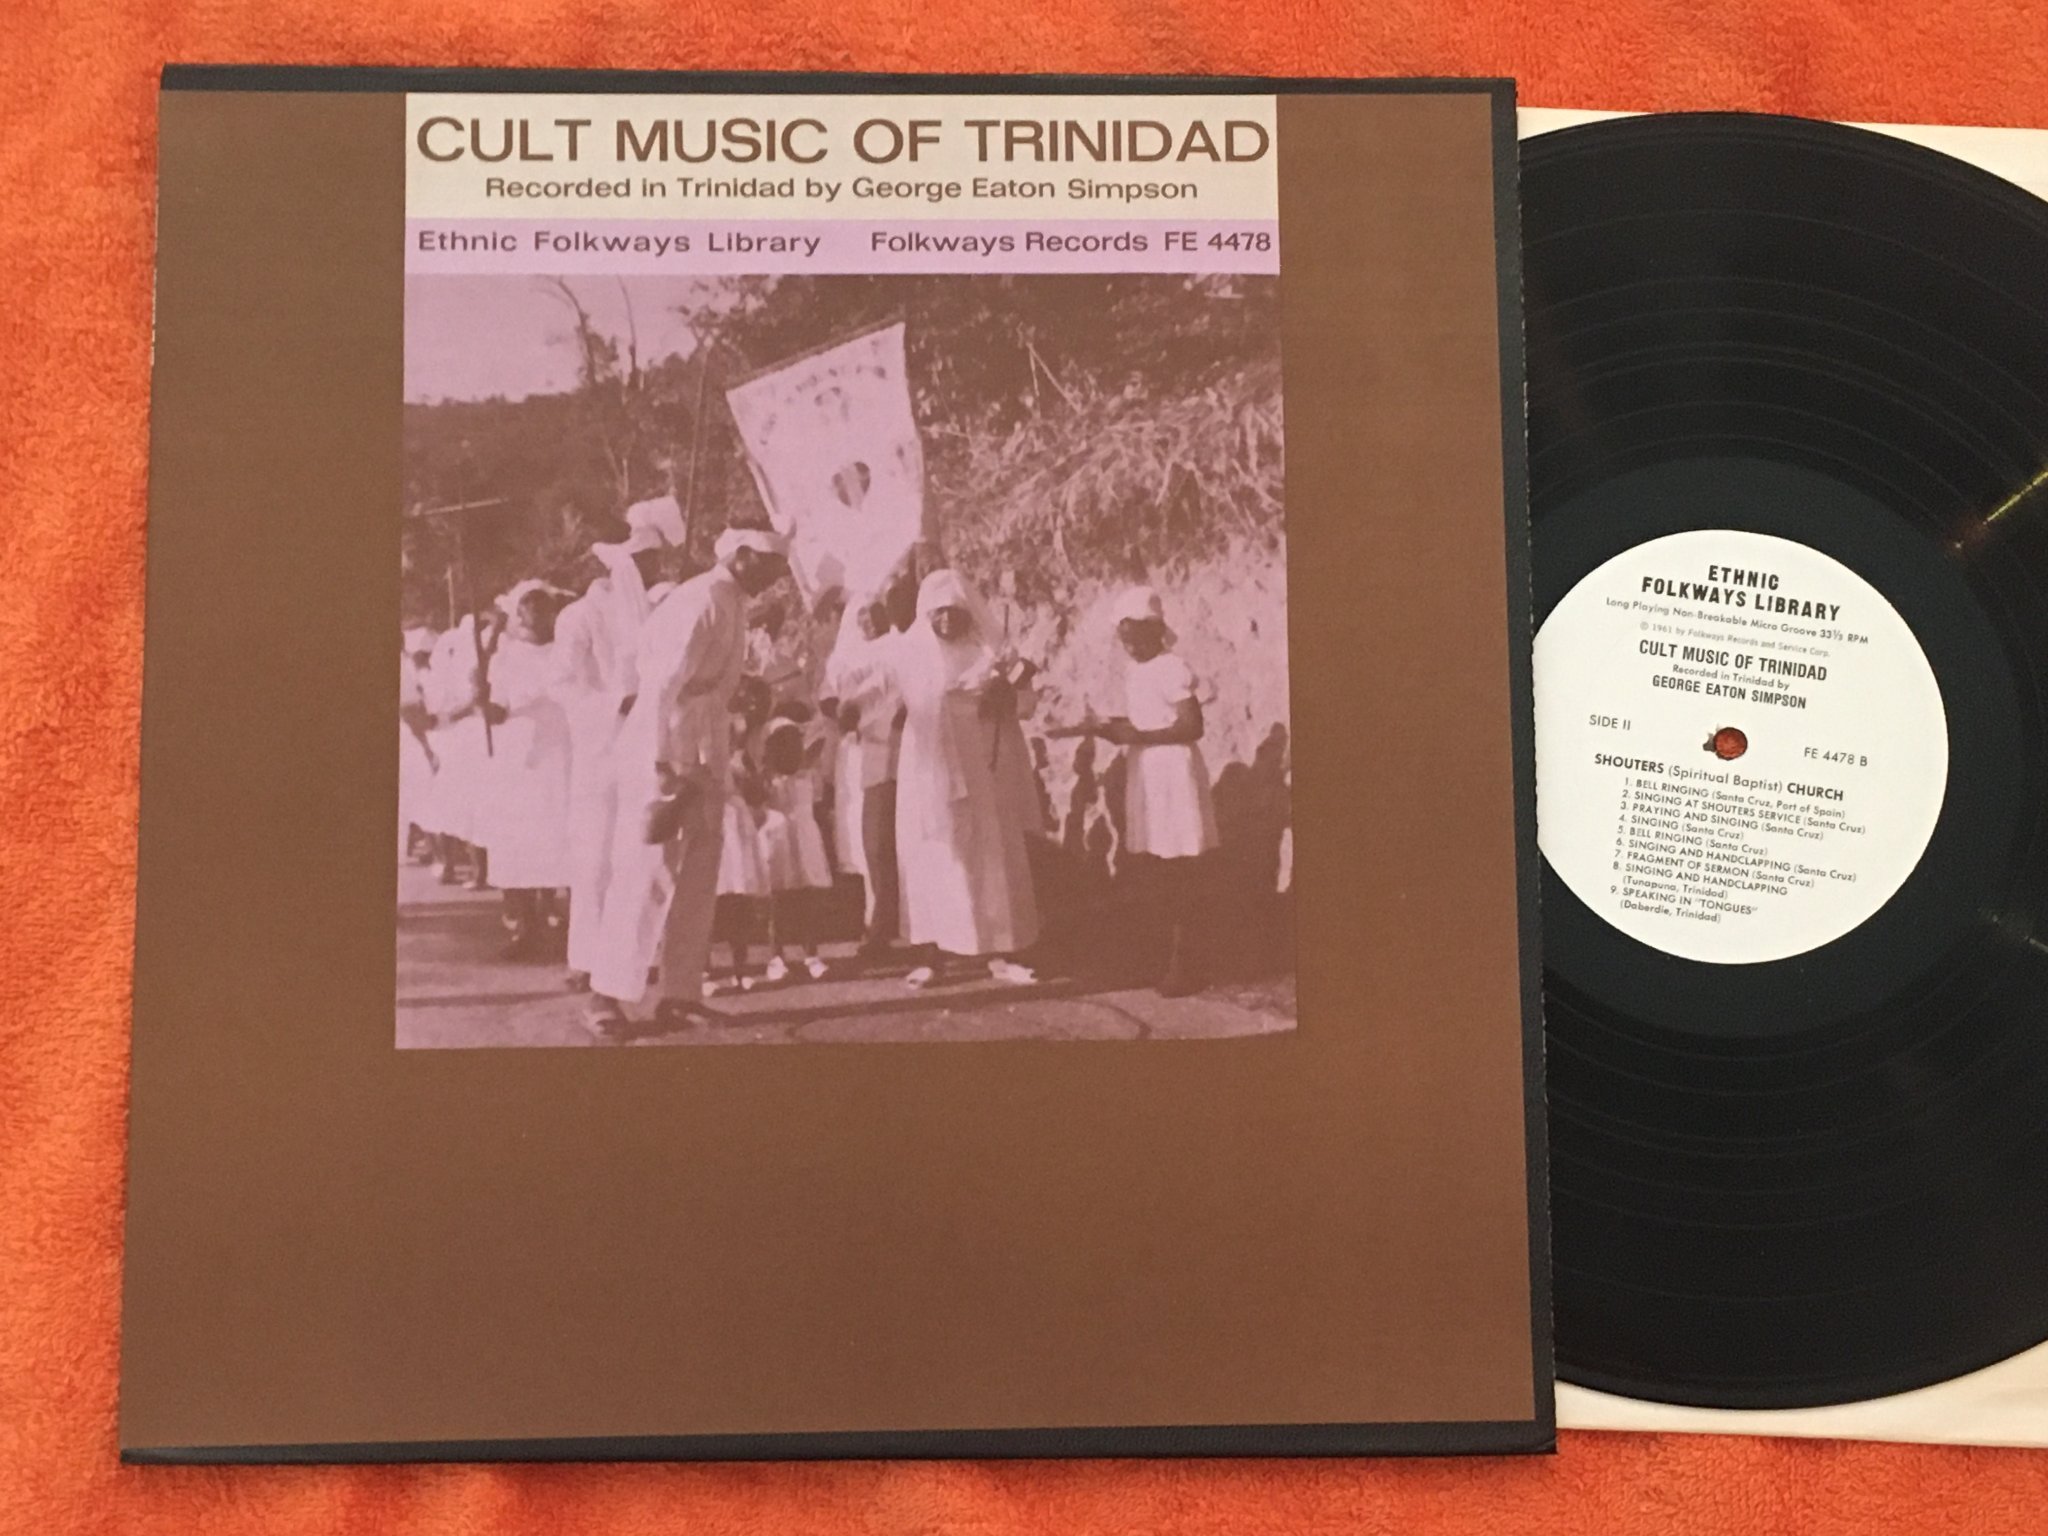 CULT MUSIC OF TRINIDAD
Recorded in Trinidad by George Eaton Simpson
Ethnic Folkways Library Folkways Records FE 4478
ETHNIC
FOLKWAYS LIBRARY
Long Playing Non-Breakable Micro Groove 33⅓ RPM
© 1961 by Folkways Records and Service Corp.
CULT MUSIC OF TRINIDAD
Recorded in Trinidad by
GEORGE EATON SIMPSON
SIDE II
FE 4478 B
SHOUTERS (Spiritual Baptist) CHURCH
1. BELL RINGING (Santa Cruz, Port of Spain)
2. SINGING AT SHOUTERS SERVICE (Santa Cruz)
3. PRAYING AND SINGING (Santa Cruz)
4. SINGING (Santa Cruz)
5. BELL RINGING (Santa Cruz)
6. SINGING AND HANDCLAPPING (Santa Cruz)
7. FRAGMENT OF SERMON (Santa Cruz)
8. SINGING AND HANDCLAPPING
(Tunapuna, Trinidad)
9. SPEAKING IN "TONGUES"
(Daberdie, Trinidad)